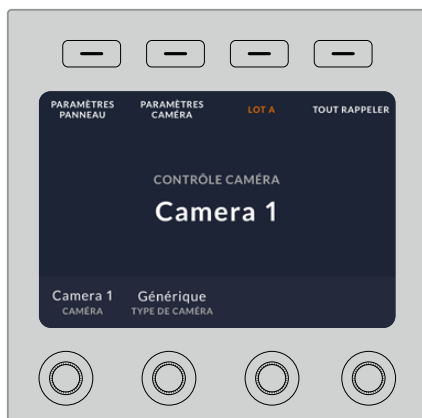 PARAMÈTRES PANNEAU
PARAMÈTRES CAMÉRA
LOT A
TOUT RAPPELER
CONTRÔLE CAMÉRA
Camera 1
Camera 1
CAMÉRA
Générique
TYPE DE CAMÉRA